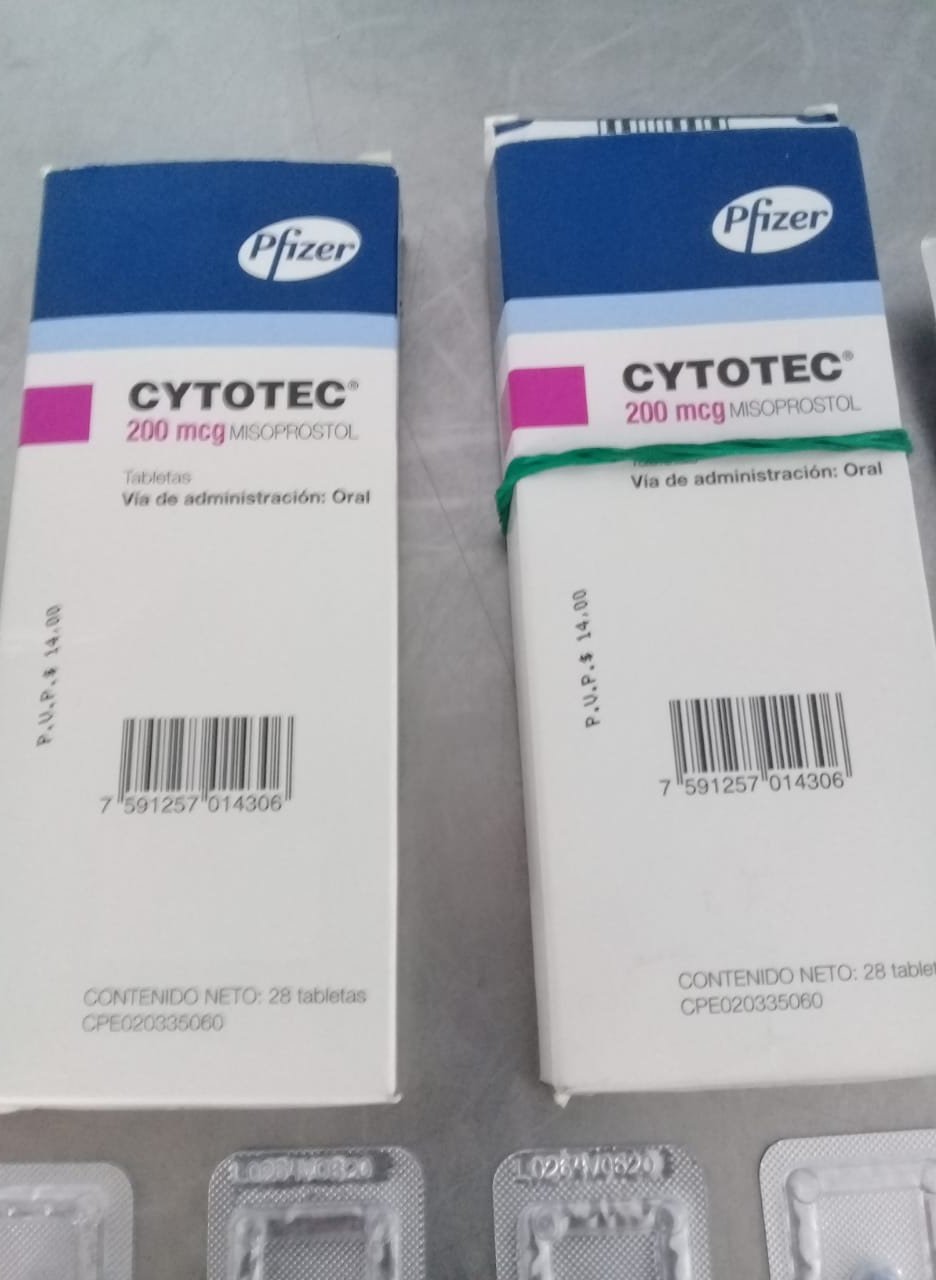 Pfizer
CYTOTEC®
200 mcg MISOPROSTOL
Tabletas
Vía de administración: Oral
P.V.P.$ 14.00
7 591257 014306
CONTENIDO NETO: 28 tabletas
CPE020335060
Pfizer
CYTOTEC®
200 mcg MISOPROSTOL
Vía de administración: Oral
P.V.P.$ 14.00
7 591257 014306
CONTENIDO NETO: 28 tablet
CPE020335060